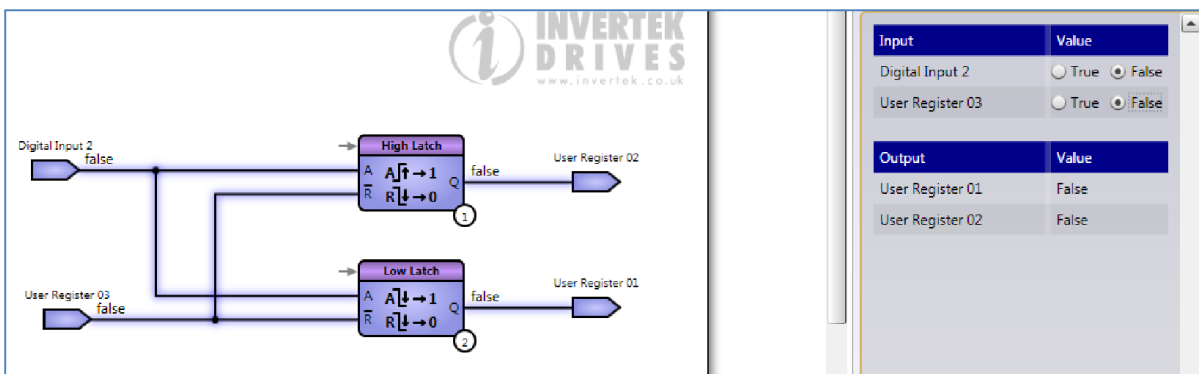 INVERTEK
DRIVES
www.invertek.co.uk
Digital Input 2
false
High Latch
A A↑→1
R R↓→0
Q
false
User Register 02
1
User Register 03
false
Low Latch
A A↓→1
R R↓→0
Q
false
User Register 01
2
Input Value
Digital Input 2 True False
User Register 03 True False
Output Value
User Register 01 False
User Register 02 False